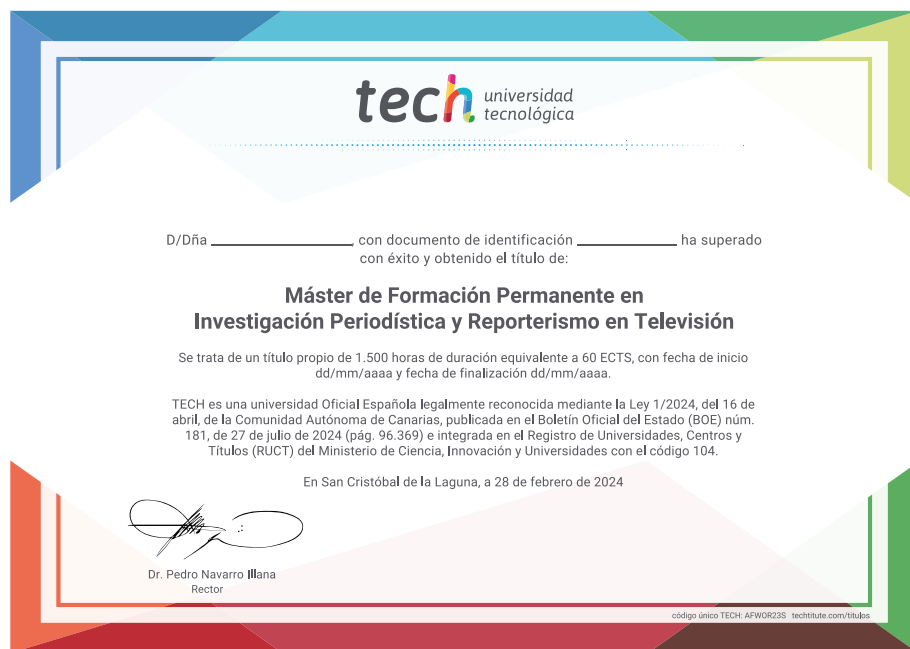 tech universidad
tecnológica
D/Dña ______________, con documento de identificación __________ ha superado
con éxito y obtenido el título de:
Máster de Formación Permanente en
Investigación Periodística y Reporterismo en Televisión
Se trata de un título propio de 1.500 horas de duración equivalente a 60 ECTS, con fecha de inicio
dd/mm/aaaa y fecha de finalización dd/mm/aaaa.
TECH es una universidad Oficial Española legalmente reconocida mediante la Ley 1/2024, del 16 de
abril, de la Comunidad Autónoma de Canarias, publicada en el Boletín Oficial del Estado (BOE) núm.
181, de 27 de julio de 2024 (pág. 96.369) e integrada en el Registro de Universidades, Centros y
Títulos (RUCT) del Ministerio de Ciencia, Innovación y Universidades con el código 104.
En San Cristóbal de la Laguna, a 28 de febrero de 2024
Dr. Pedro Navarro Illana
Rector
código único TECH: AFWOR23S techtitute.com/titulos